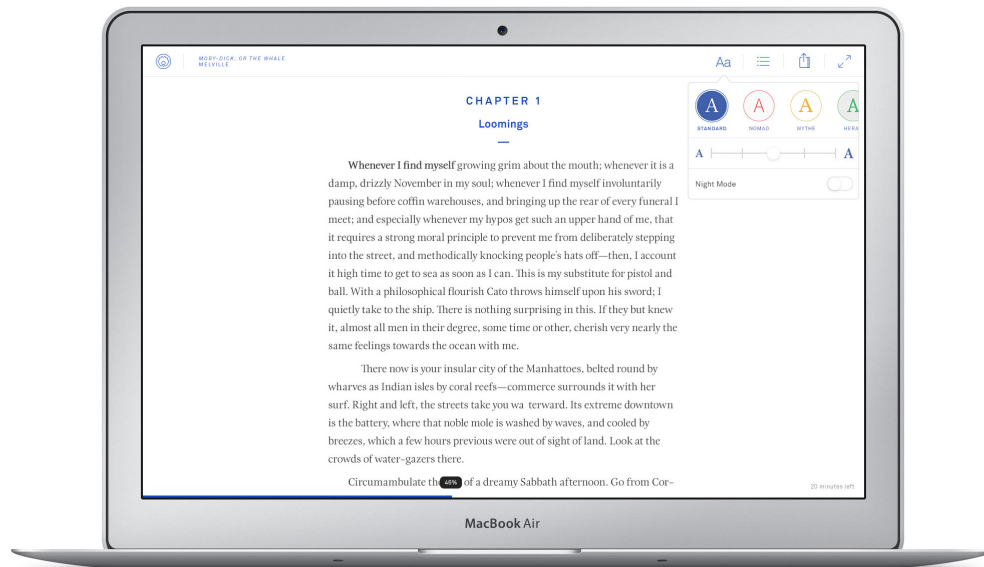 MOBY-DICK; OR THE WHALE
MELVILLE
Aa
CHAPTER 1
Loomings
A
STANDARD
A
NOMAD
A
WYTHE
A
A
A
Night Mode
Whenever I find myself growing grim about the mouth; whenever it is a
damp, drizzly November in my soul; whenever I find myself involuntarily
pausing before coffin warehouses, and bringing up the rear of every funeral I
meet; and especially whenever my hypos get such an upper hand of me, that
it requires a strong moral principle to prevent me from deliberately stepping
into the street, and methodically knocking people's hats off—then, I account
it high time to get to sea as soon as I can. This is my substitute for pistol and
ball. With a philosophical flourish Cato throws himself upon his sword; I
quietly take to the ship. There is nothing surprising in this. If they but knew
it, almost all men in their degree, some time or other, cherish very nearly the
same feelings towards the ocean with me.
There now is your insular city of the Manhattoes, belted round by
wharves as Indian isles by coral reefs—commerce surrounds it with her
surf. Right and left, the streets take you wa terward. Its extreme downtown
is the battery, where that noble mole is washed by waves, and cooled by
breezes, which a few hours previous were out of sight of land. Look at the
crowds of water-gazers there.
Circumambulate th 46% of a dreamy Sabbath afternoon. Go from Cor-
20 minutes left
MacBook Air